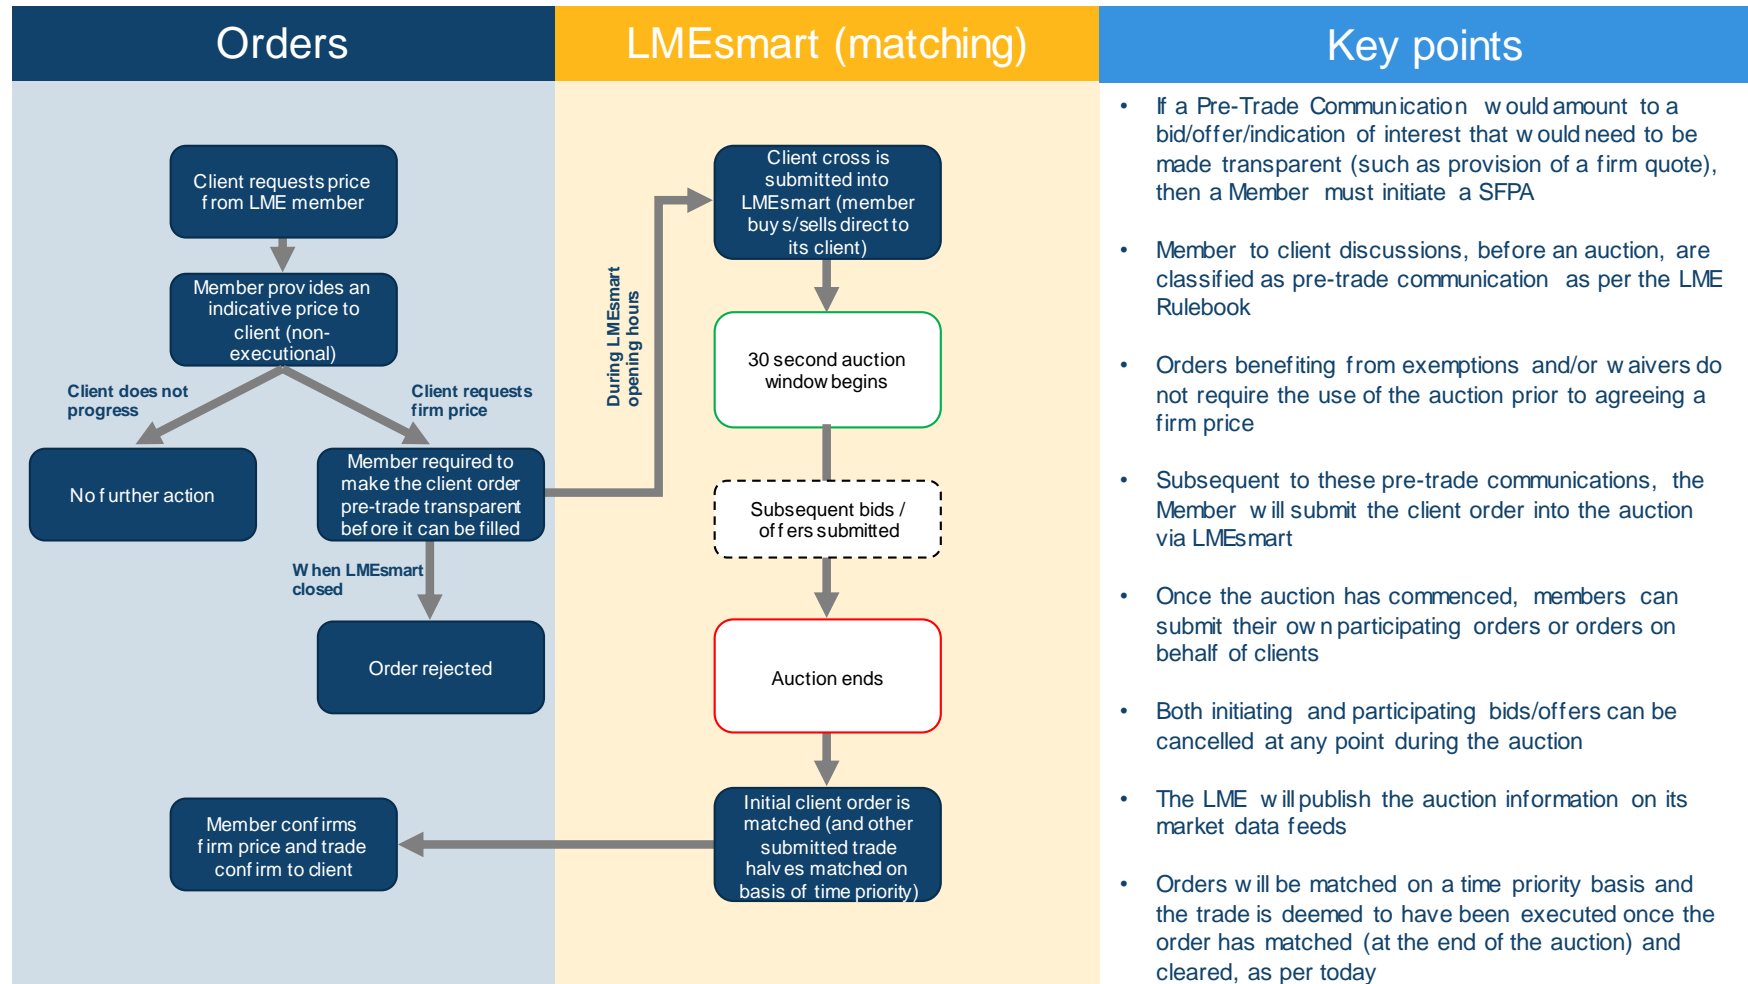 Orders
LMEsmart (matching)
Key points
Client requests price
from LME member
Member provides an
indicative price to
client (non-
executional)
Client does not
progress
Client requests
firm price
No further action
Member required to
make the client order
pre-trade transparent
before it can be filled
When LMEsmart
closed
Order rejected
Member confirms
firm price and trade
confirm to client
During LMEsmart
opening hours
Client cross is
submitted into
LMEsmart (member
buys/sells direct to
its client)
30 second auction
window begins
Subsequent bids /
offers submitted
Auction ends
Initial client order is
matched (and other
submitted trade
halves matched on
basis of time priority)
• If a Pre-Trade Communication would amount to a
bid/offer/indication of interest that would need to be
made transparent (such as provision of a firm quote),
then a Member must initiate a SFPA
• Member to client discussions, before an auction, are
classified as pre-trade communication as per the LME
Rulebook
• Orders benefiting from exemptions and/or waivers do
not require the use of the auction prior to agreeing a
firm price
• Subsequent to these pre-trade communications, the
Member will submit the client order into the auction
via LMEsmart
• Once the auction has commenced, members can
submit their own participating orders or orders on
behalf of clients
• Both initiating and participating bids/offers can be
cancelled at any point during the auction
• The LME will publish the auction information on its
market data feeds
• Orders will be matched on a time priority basis and
the trade is deemed to have been executed once the
order has matched (at the end of the auction) and
cleared, as per today